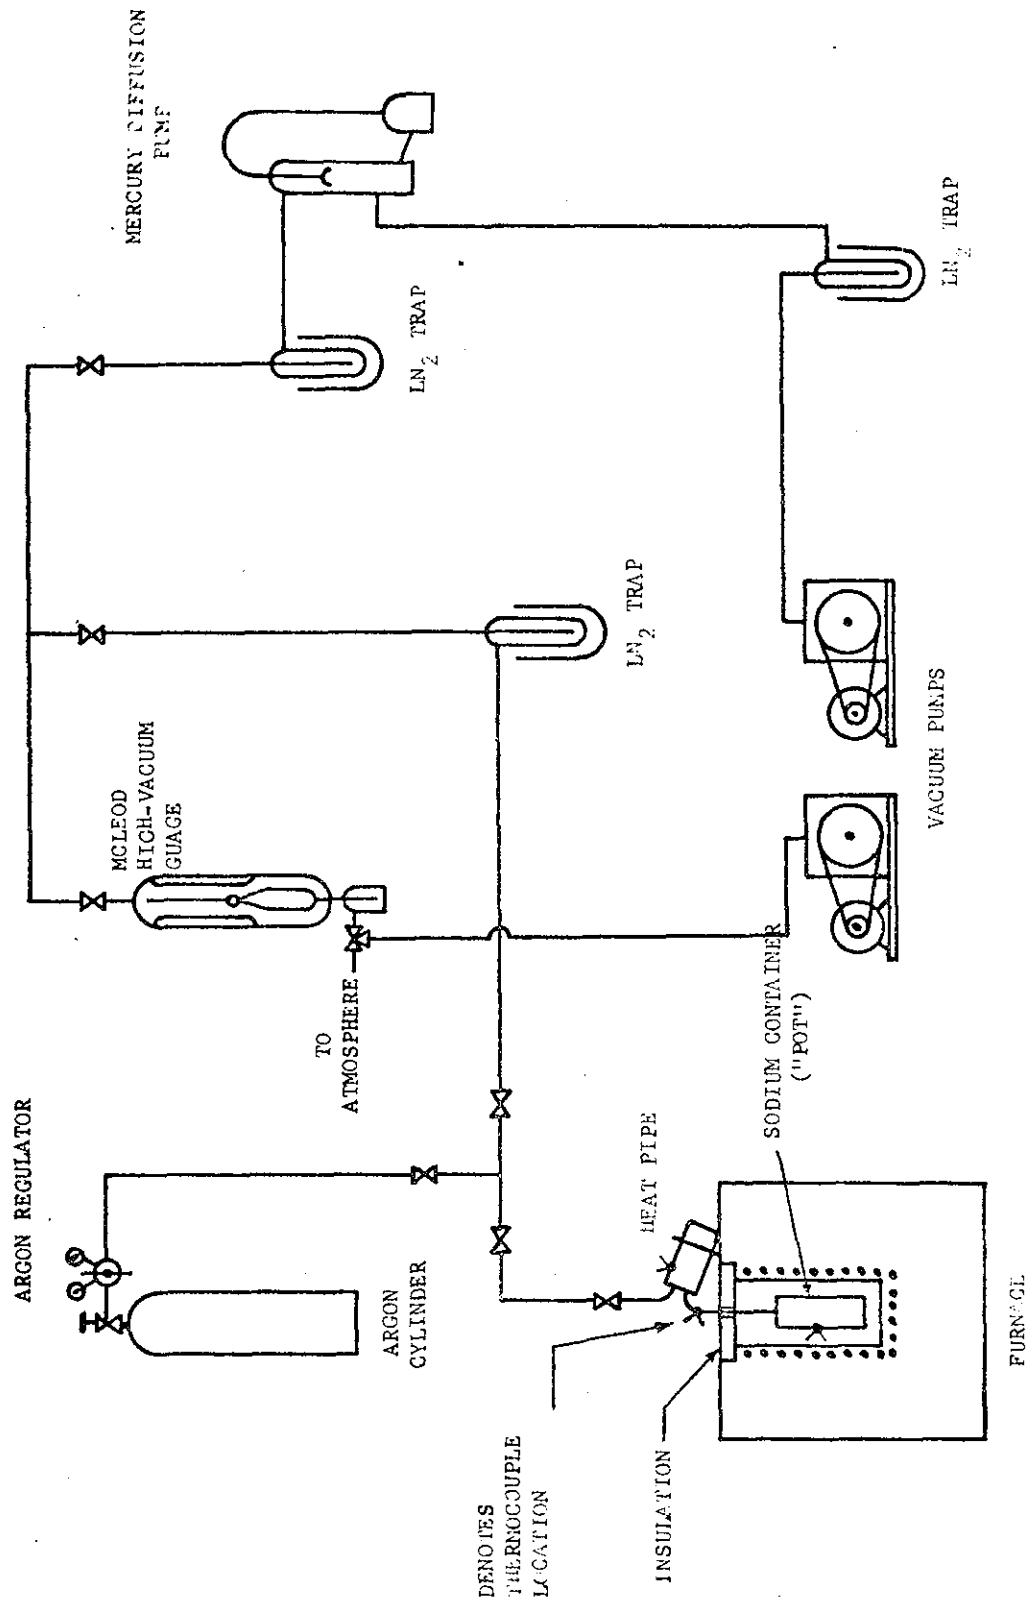 MERCURY DIFFUSION
PUMP
LN2 TRAP
LN2 TRAP
LN2 TRAP
MCLEOD
HIGH-VACUUM
GUAGE
VACUUM PUMPS
TO
ATMOSPHERE
ARGON REGULATOR
ARGON
CYLINDER
HEAT PIPE
SODIUM CONTAINER
("POT")
FURNACE
DENOTES
THERMOCOUPLE
LOCATION
INSULATION